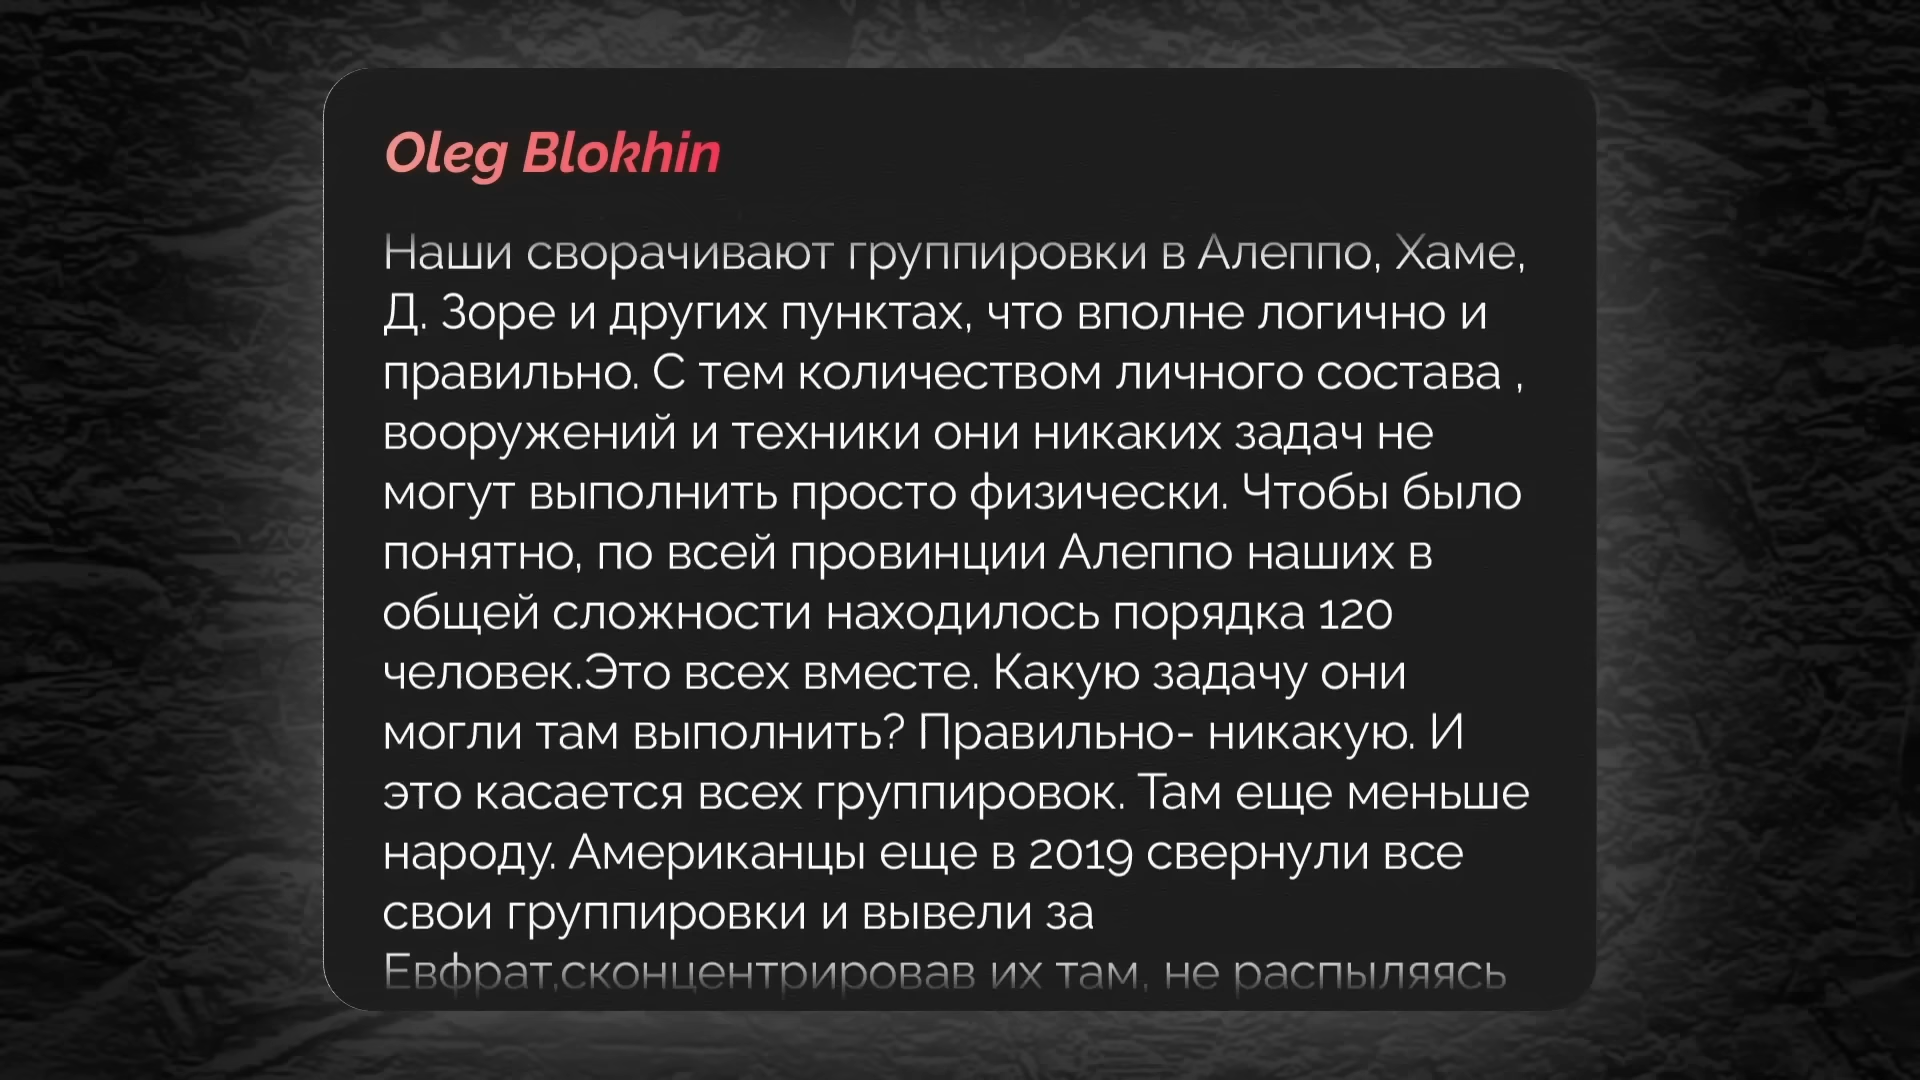 Oleg Blokhin
Наши сворачивают группировки в Алеппо, Хаме,
Д. Зоре и других пунктах, что вполне логично и
правильно. С тем количеством личного состава ,
вооружений и техники они никаких задач не
могут выполнить просто физически. Чтобы было
понятно, по всей провинции Алеппо наших в
общей сложности находилось порядка 120
человек.Это всех вместе. Какую задачу они
могли там выполнить? Правильно- никакую. И
это касается всех группировок. Там еще меньше
народу. Американцы еще в 2019 свернули все
свои группировки и вывели за
Евфрат,сконцентрировав их там, не распыляясь